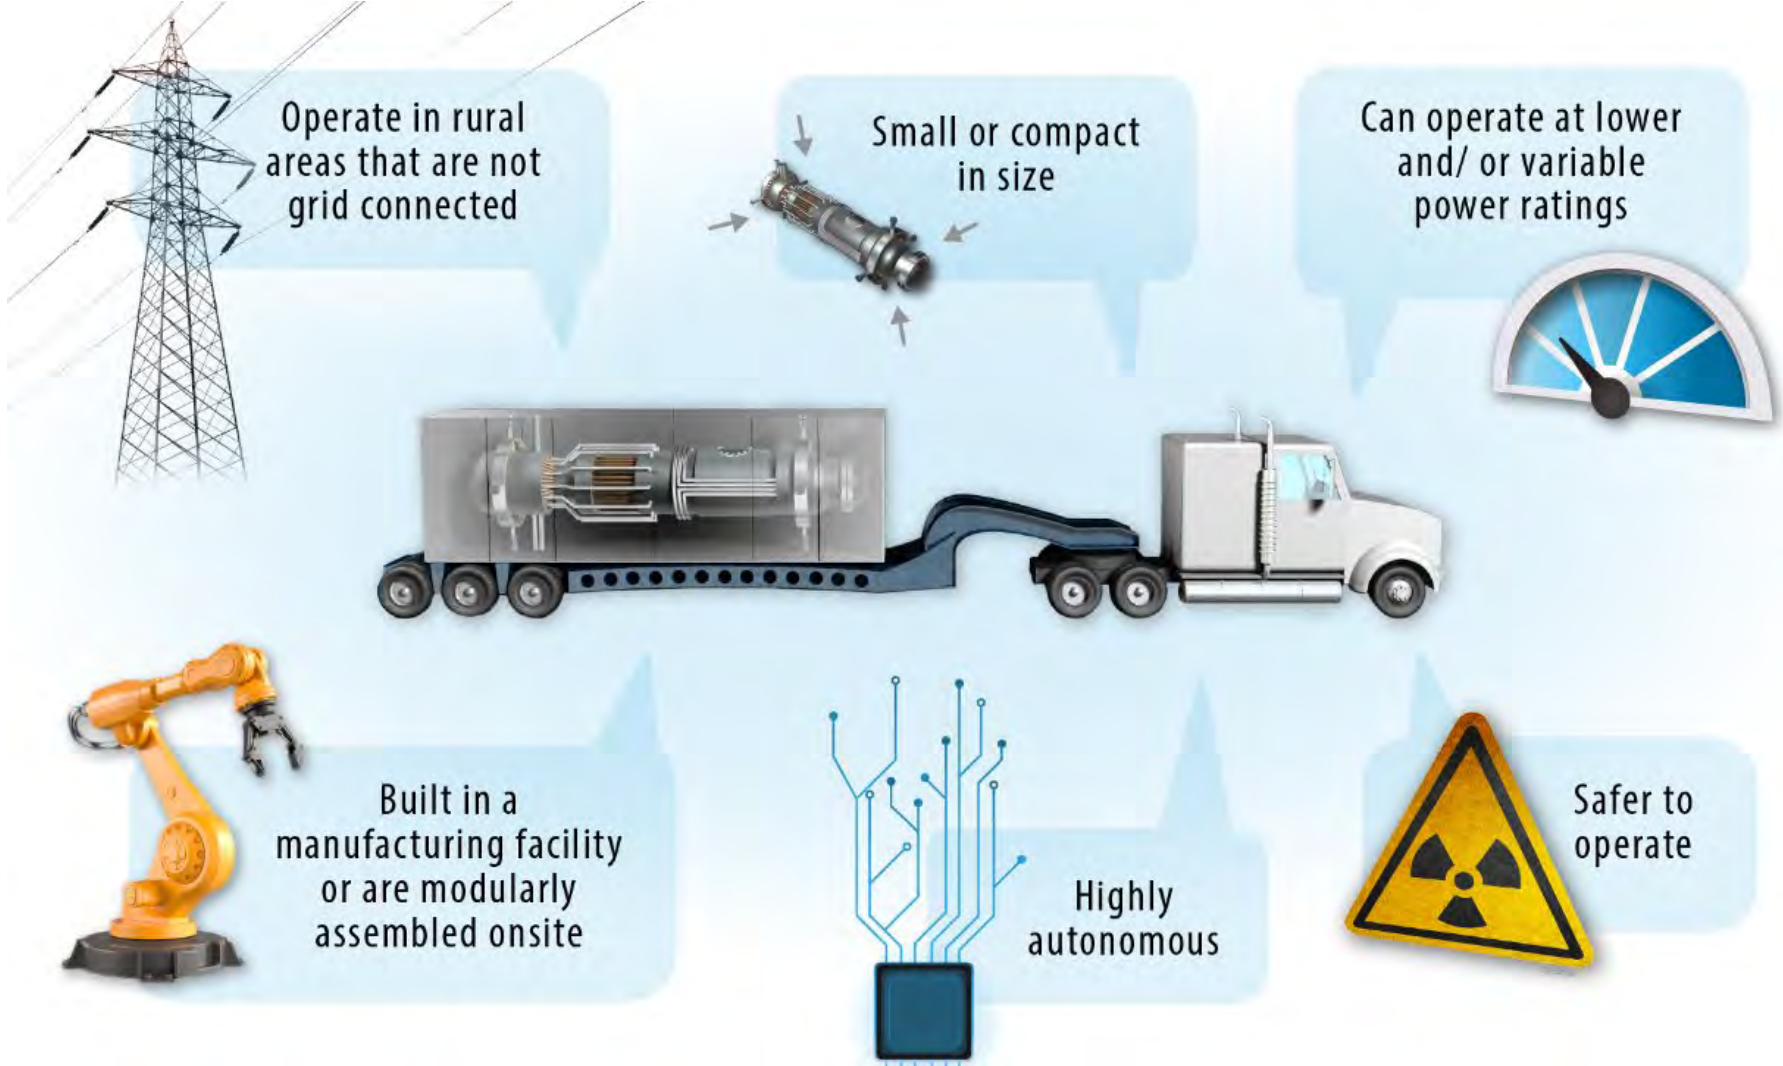 Operate in rural
areas that are not
grid connected
Small or compact
in size
Can operate at lower
and/ or variable
power ratings
Built in a
manufacturing facility
or are modularly
assembled onsite
Highly
autonomous
Safer to
operate